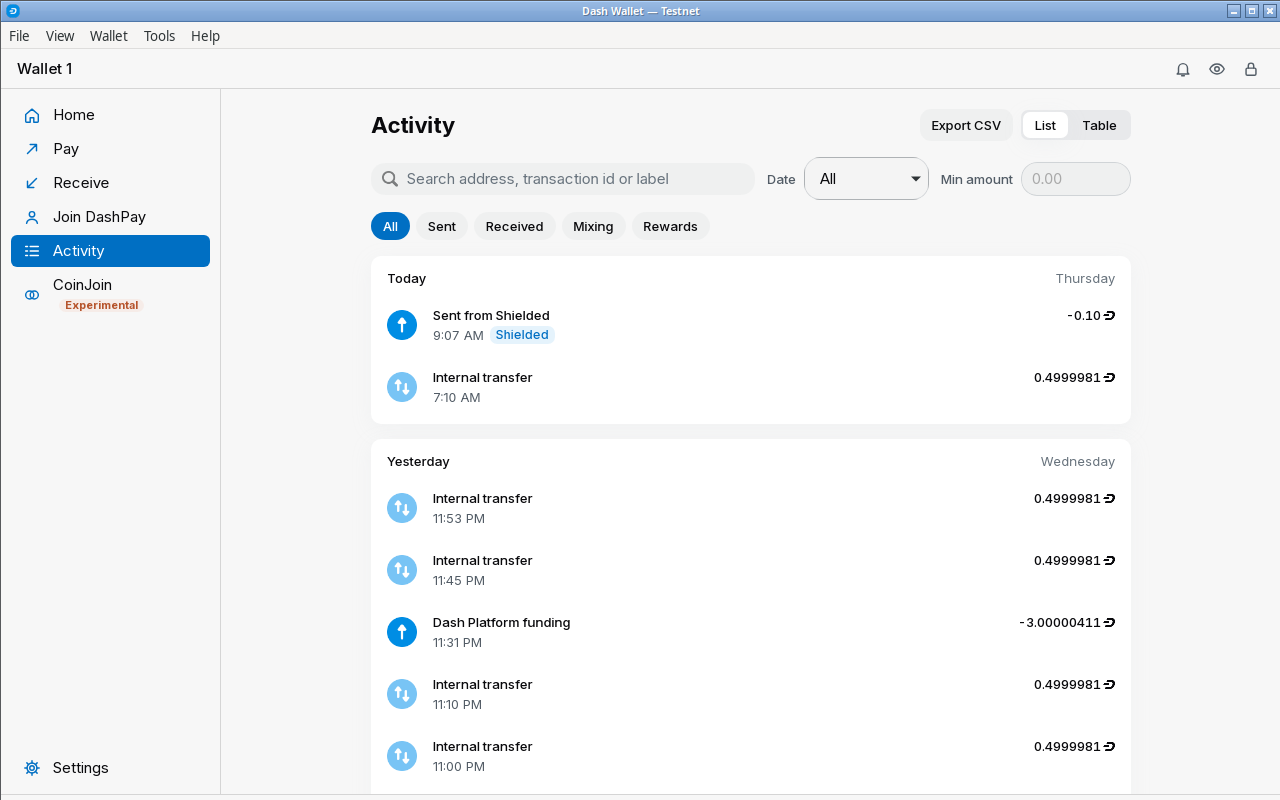 Dash Wallet — Testnet
File View Wallet Tools Help
Wallet 1
Home
Pay
Receive
Join DashPay
Activity
CoinJoin
Experimental
Settings
Activity
Export CSV
List
Table
Search address, transaction id or label
Date
All
Min amount
0.00
All
Sent
Received
Mixing
Rewards
Today
Thursday
Sent from Shielded
-0.10
9:07 AM Shielded
Internal transfer
0.4999981
7:10 AM
Yesterday
Wednesday
Internal transfer
0.4999981
11:53 PM
Internal transfer
0.4999981
11:45 PM
Dash Platform funding
-3.00000411
11:31 PM
Internal transfer
0.4999981
11:10 PM
Internal transfer
0.4999981
11:00 PM